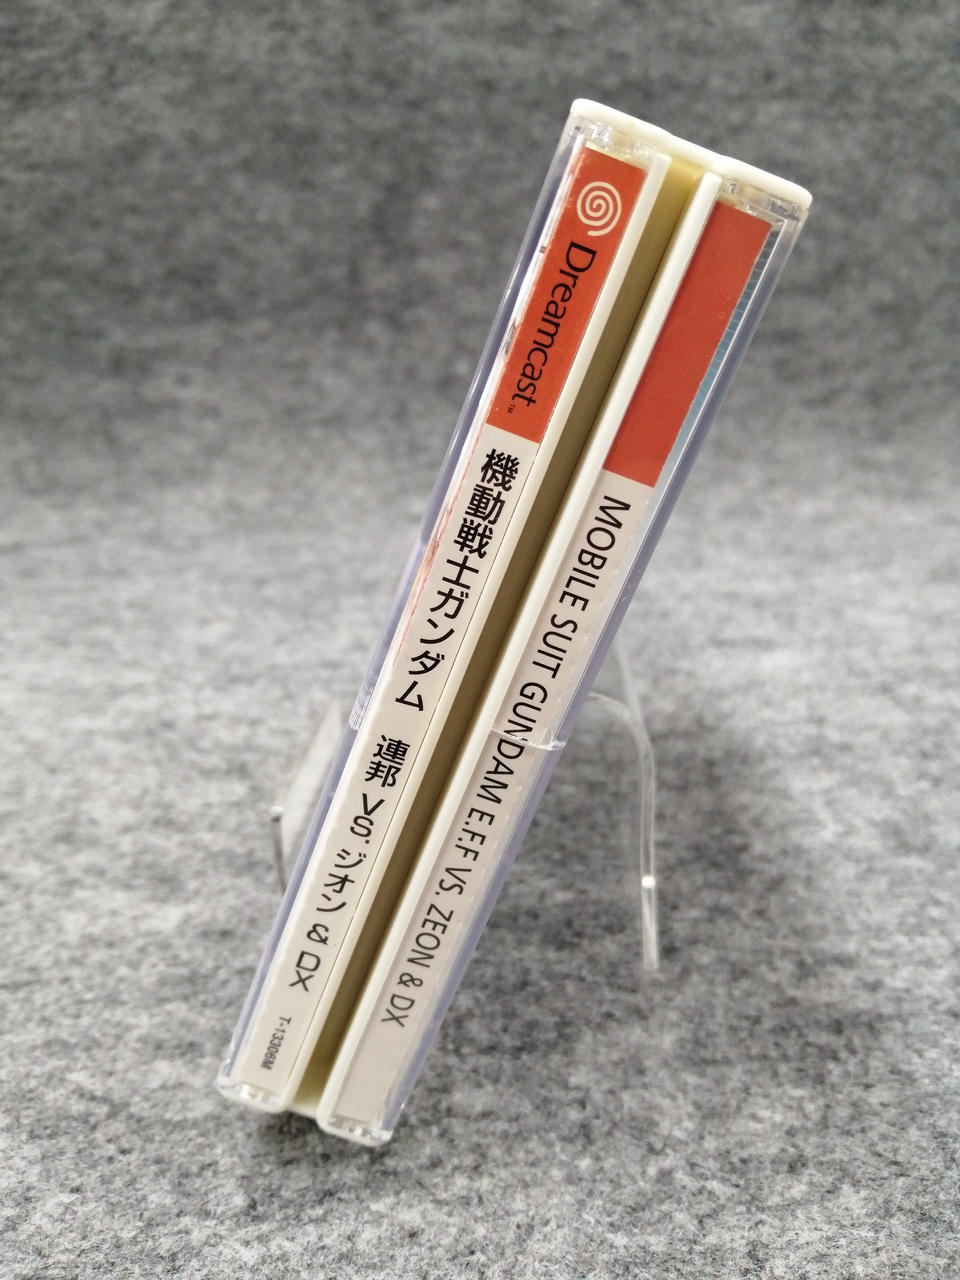 Dreamcast™
機動戦士ガンダム 連邦 VS. ジオン & DX
T-13306M
MOBILE SUIT GUNDAM E.F.F VS. ZEON & DX